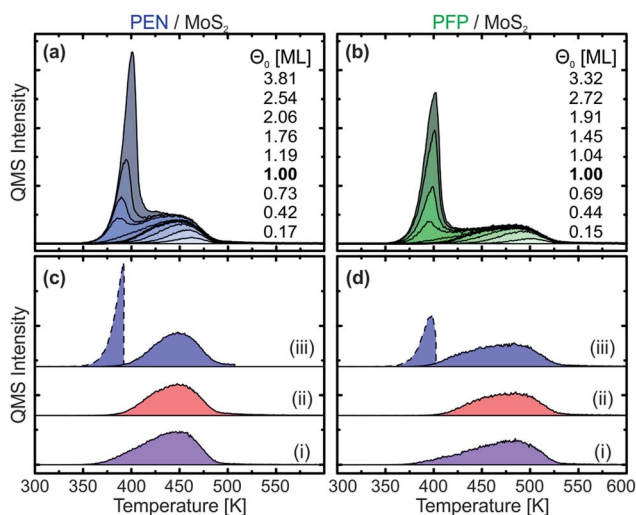 PEN / MoS₂
PFP / MoS₂
(a)
Θ₀ [ML]
3.81
2.54
2.06
1.76
1.19
1.00
0.73
0.42
0.17
(b)
Θ₀ [ML]
3.32
2.72
1.91
1.45
1.04
1.00
0.69
0.44
0.15
QMS Intensity
(c)
(iii)
(ii)
(i)
(d)
(iii)
(ii)
(i)
QMS Intensity
300 350 400 450 500 550
350 400 450 500 550 600
Temperature [K]
Temperature [K]